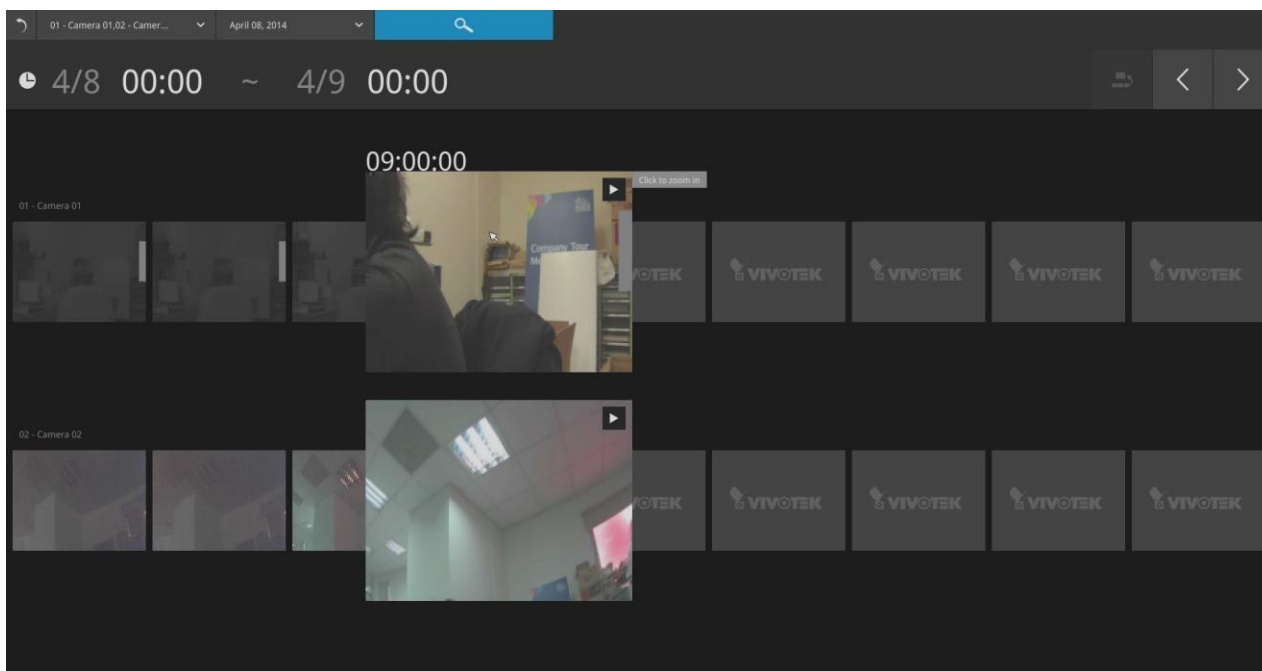 01 - Camera 01,02 - Camer...
April 08, 2014
4/8 00:00 ~ 4/9 00:00
09:00:00
Click to zoom in
01 - Camera 01
Company Tour
VOTEK VIVOTEK VIVOTEK VIVOTEK VIVOTEK
02 - Camera 02
VOTEK VIVOTEK VIVOTEK VIVOTEK VIVOTEK